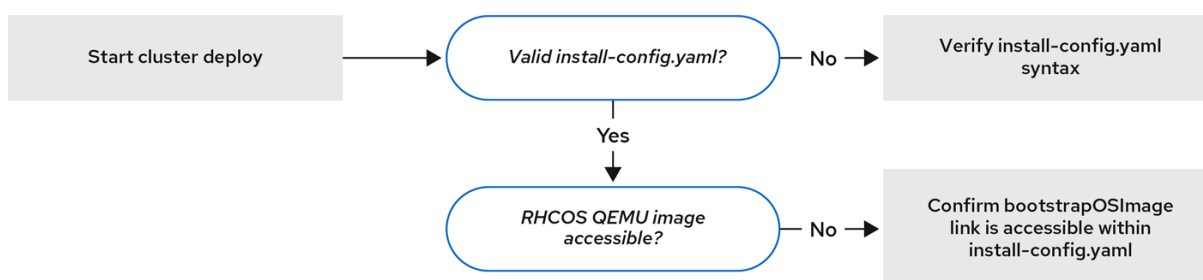 Start cluster deploy
Valid install-config.yaml?
No
Verify install-config.yaml
syntax
Yes
RHCOS QEMU image
accessible?
No
Confirm bootstrapOSImage
link is accessible within
install-config.yaml